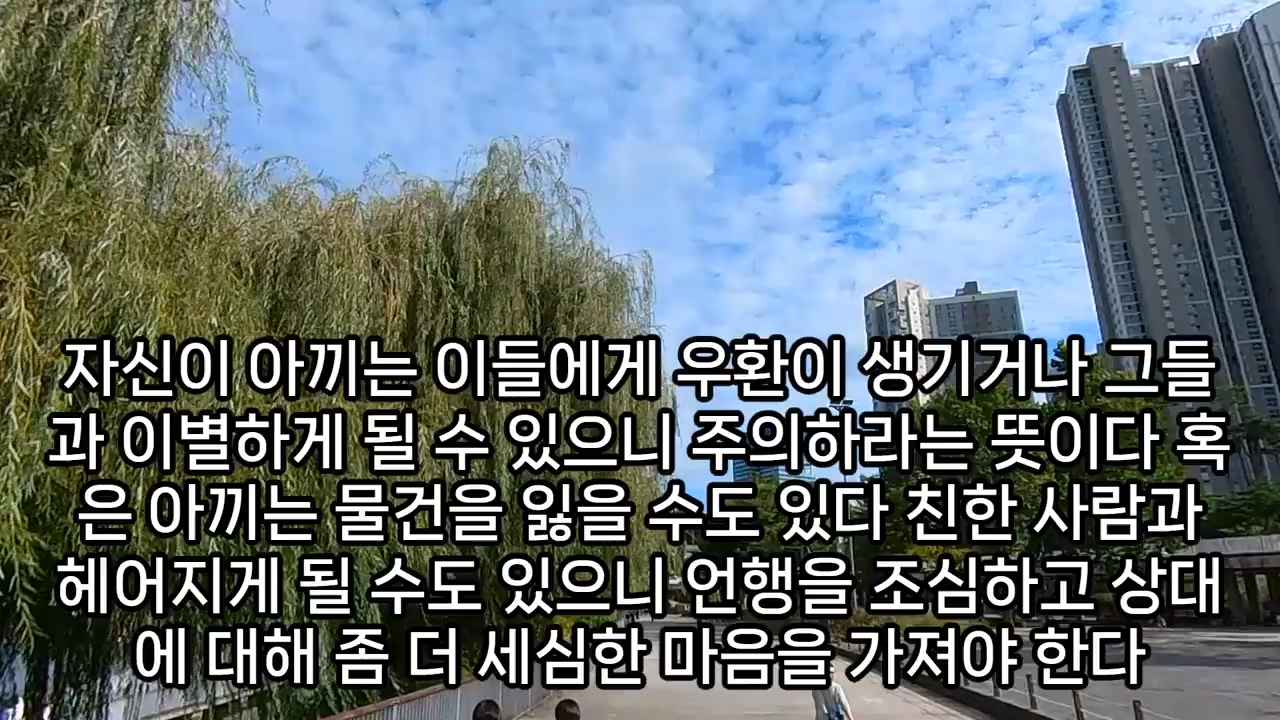 자신이 아끼는 이들에게 우환이 생기거나 그들
과 이별하게 될 수 있으니 주의하라는 뜻이다 혹
은 아끼는 물건을 잃을 수도 있다 친한 사람과
헤어지게 될 수도 있으니 언행을 조심하고 상대
에 대해 좀 더 세심한 마음을 가져야 한다